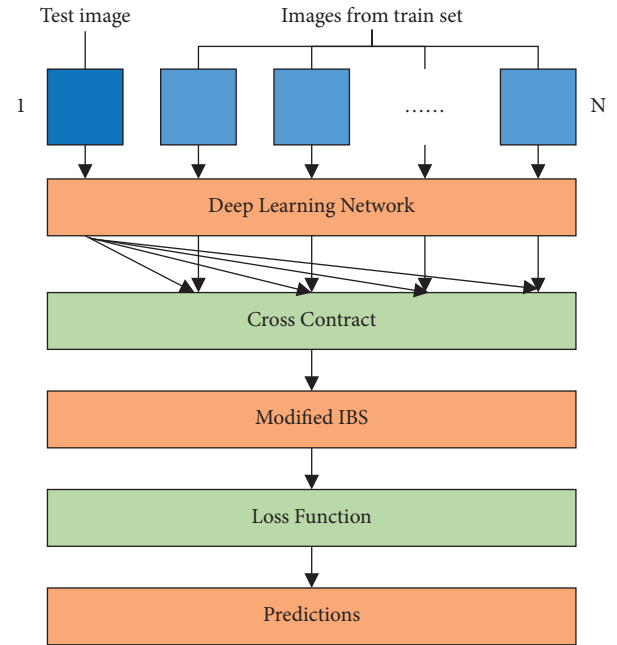 Test image
Images from train set
1
......
N
Deep Learning Network
Cross Contract
Modified IBS
Loss Function
Predictions